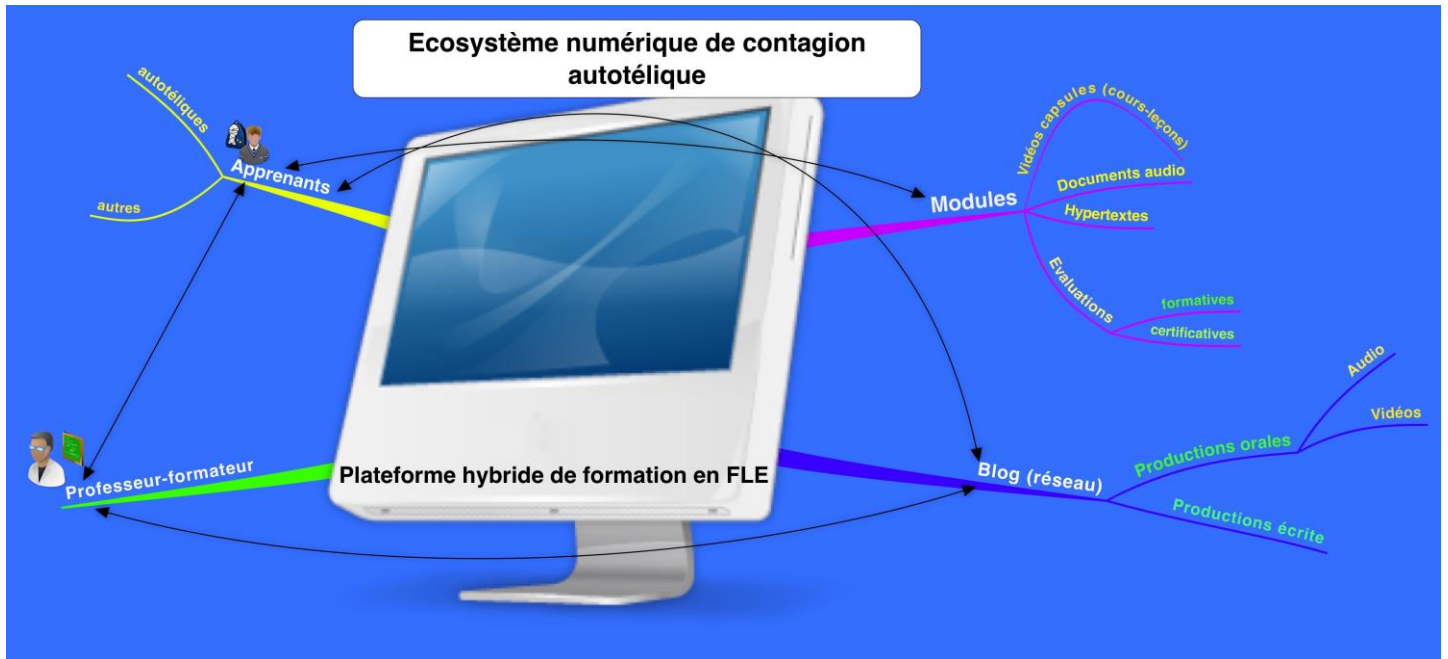 Ecosystème numérique de contagion
autotélique
autotéliques
Apprenants
autres
Professeur-formateur
Plateforme hybride de formation en FLE
Modules
Vidéos capsules (cours-leçons)
Documents audio
Hypertextes
Evaluations
formatives
certificatives
Blog (réseau)
Productions orales
Audio
Vidéos
Productions écrite